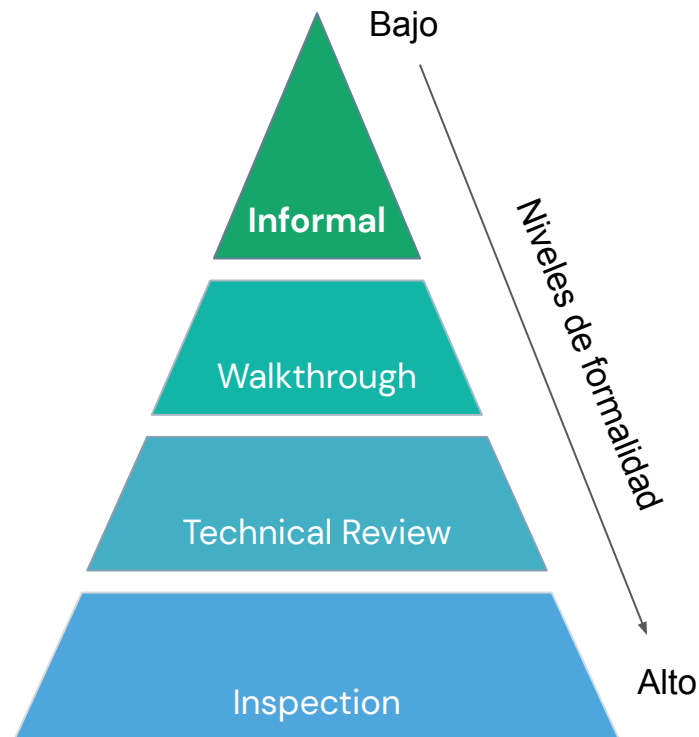 Bajo
Informal
Niveles de formalidad
Walkthrough
Technical Review
Inspection
Alto